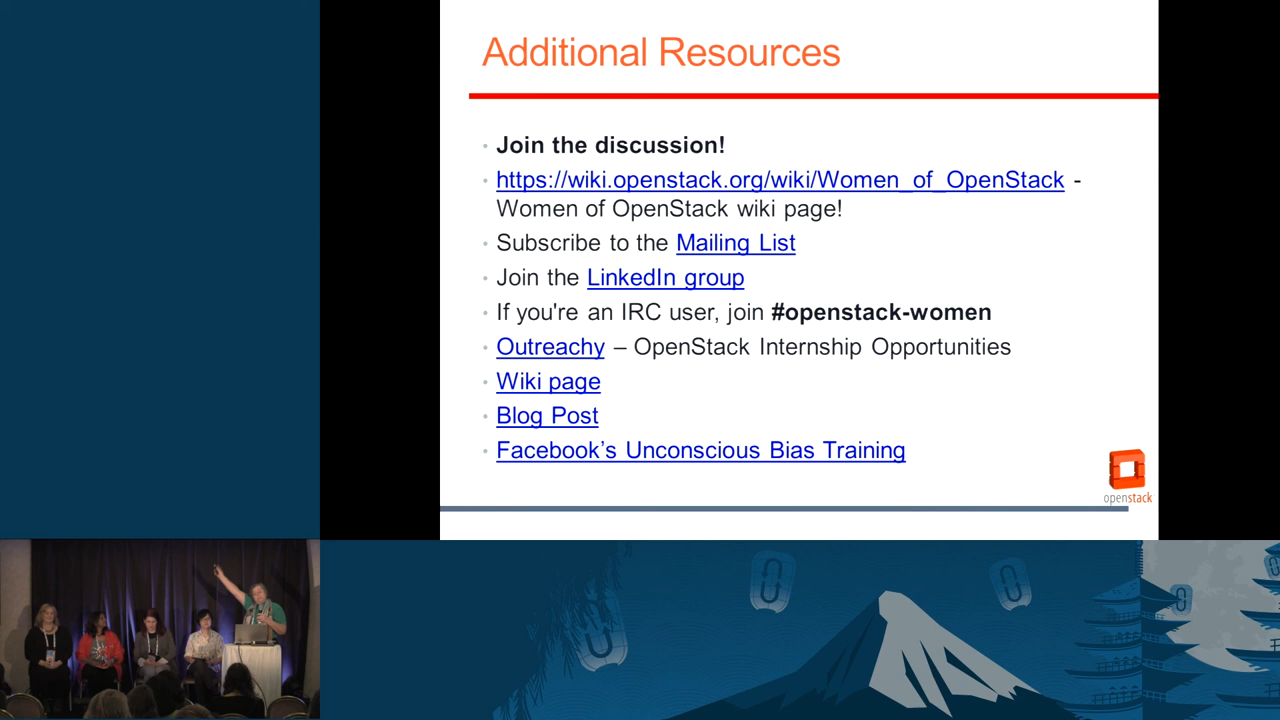 Additional Resources
Join the discussion!
https://wiki.openstack.org/wiki/Women_of_OpenStack -
Women of OpenStack wiki page!
Subscribe to the Mailing List
Join the LinkedIn group
If you're an IRC user, join #openstack-women
Outreachy – OpenStack Internship Opportunities
Wiki page
Blog Post
Facebook’s Unconscious Bias Training
openstack